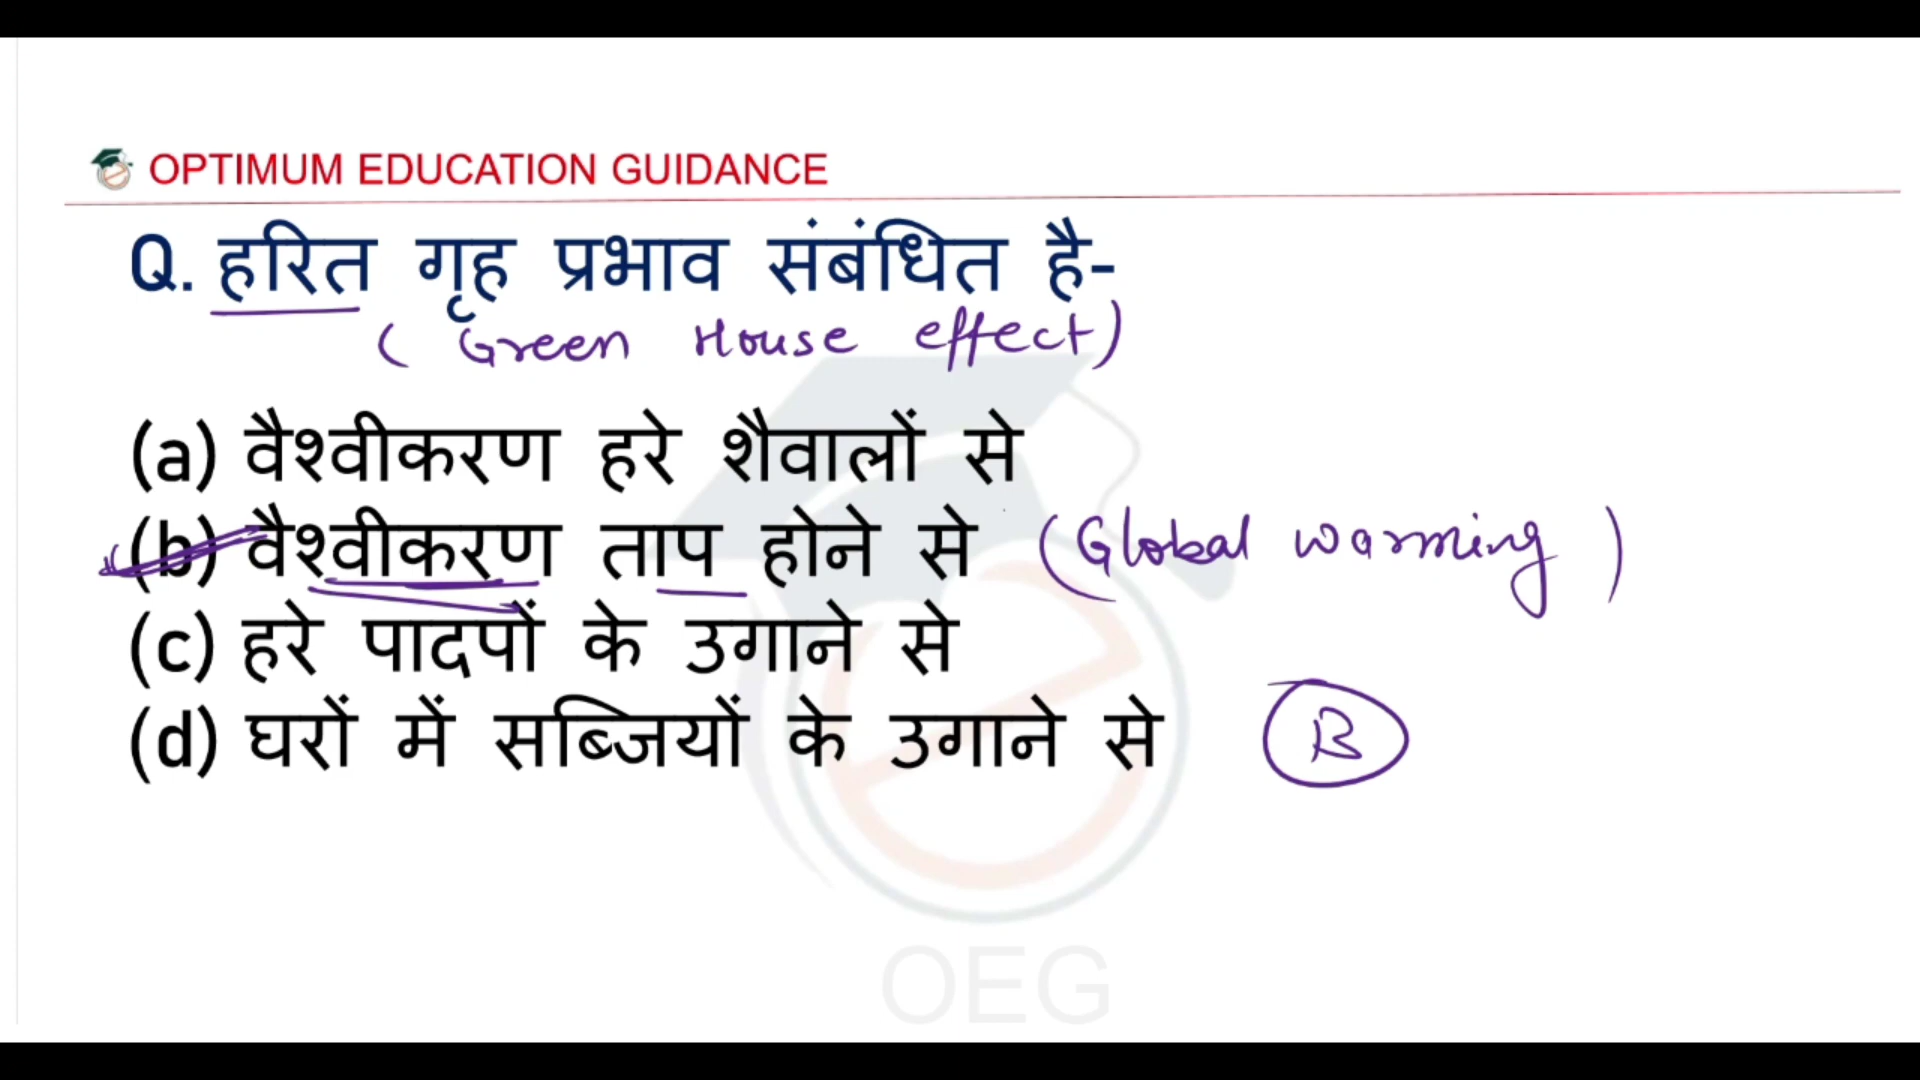 OPTIMUM EDUCATION GUIDANCE
Q. हरित गृह प्रभाव संबंधित है-
( Green House effect)
(a) वैश्वीकरण हरे शैवालों से
(b) वैश्वीकरण ताप होने से (Global warming )
(c) हरे पादपों के उगाने से
(d) घरों में सब्जियों के उगाने से B
OEG